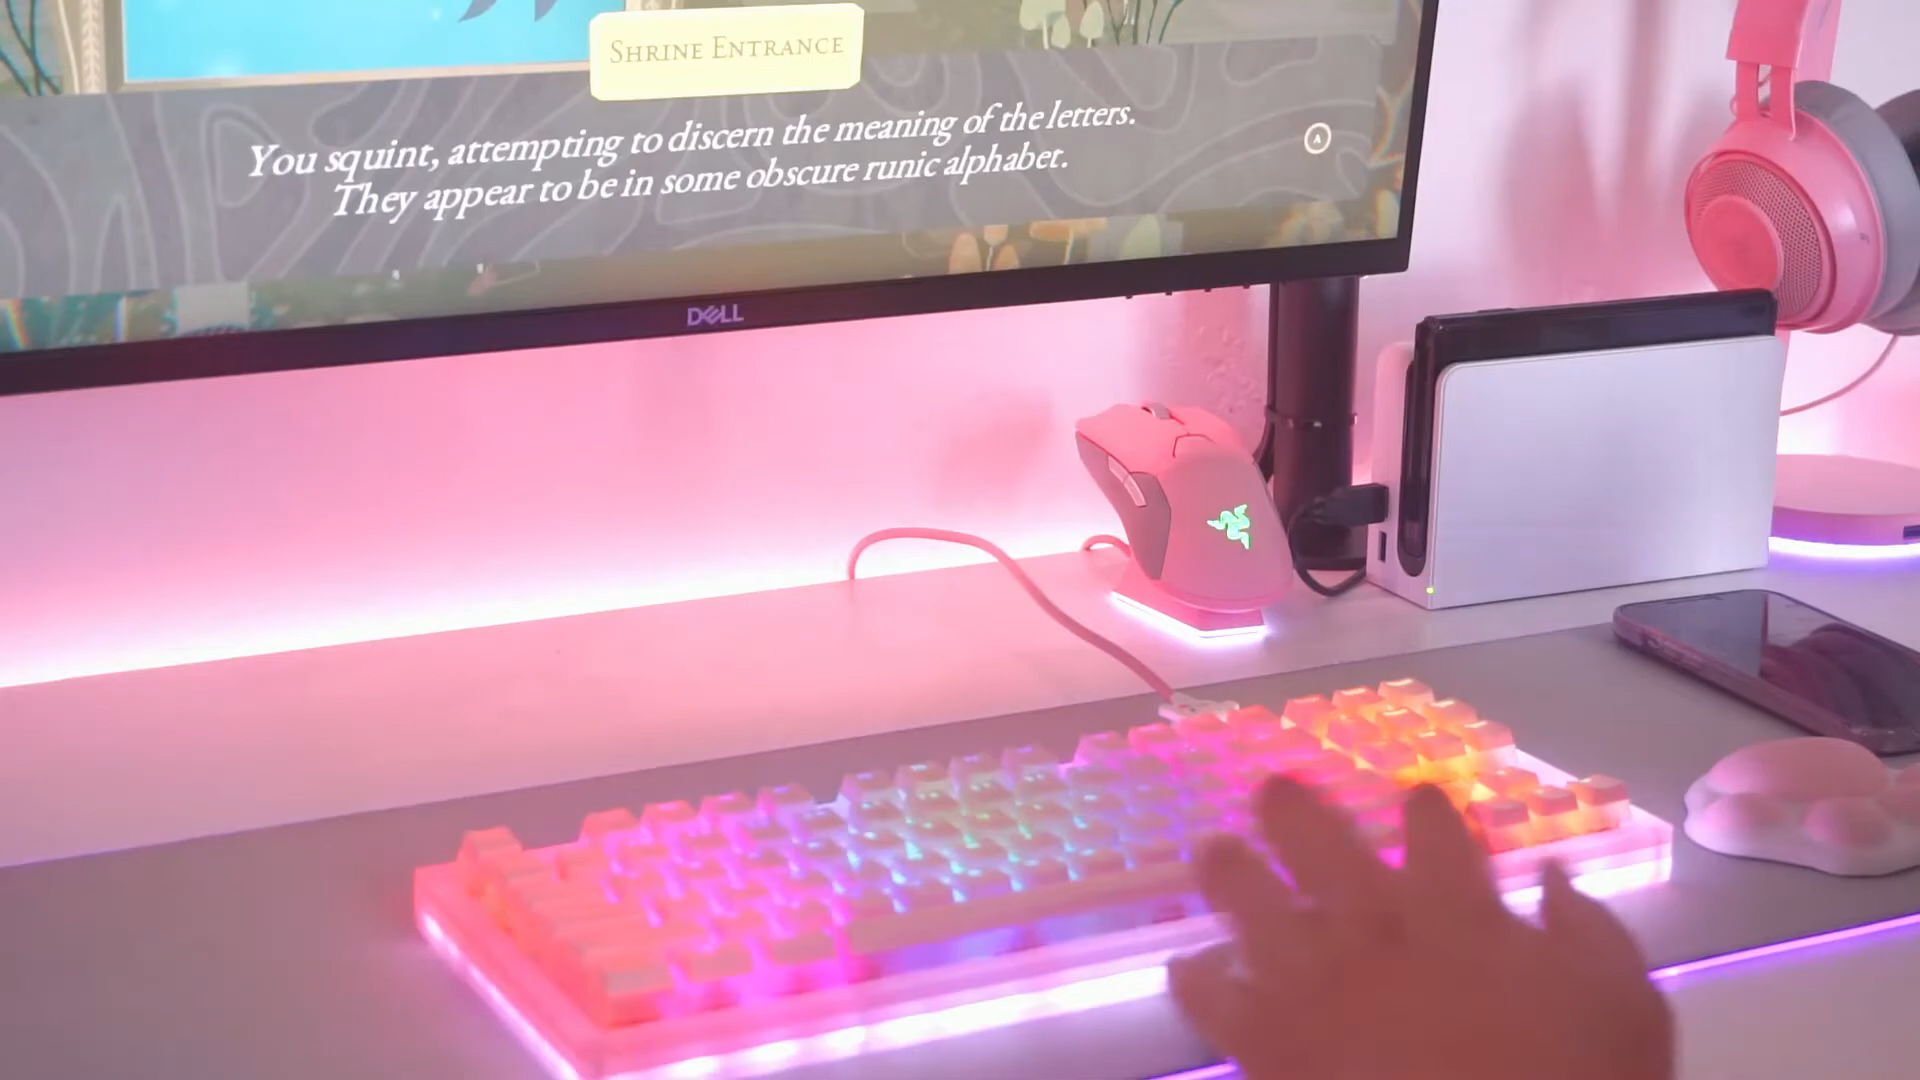 SHRINE ENTRANCE
You squint, attempting to discern the meaning of the letters.
They appear to be in some obscure runic alphabet.
A
DELL